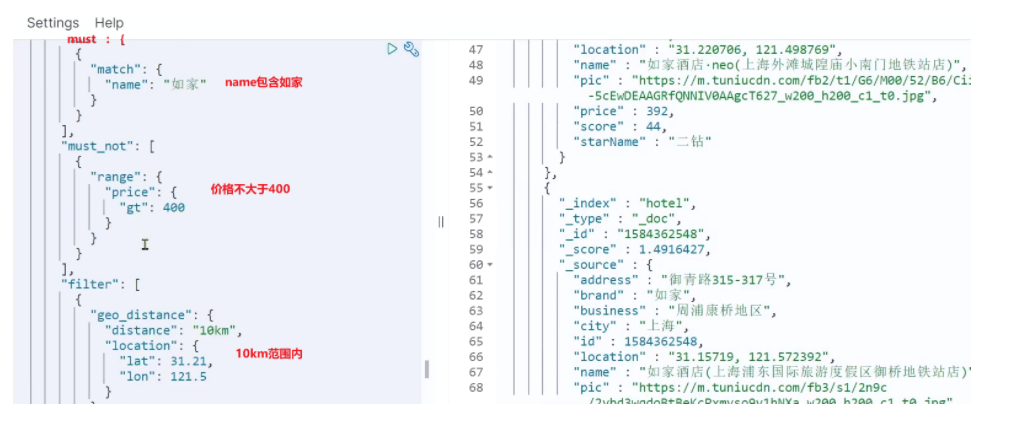 Settings Help
must : {
{
"match": {
"name": "如家"
name包含如家
}
}
],
"must_not": [
{
"range": {
"price": {
价格不大于400
"gt": 400
}
}
}
],
"filter": [
{
"geo_distance": {
"distance": "10km",
"location": {
10km范围内
"lat": 31.21,
"lon": 121.5
}
47 "location" : "31.220706, 121.498769",
48 "name" : "如家酒店·neo(上海外滩城隍庙小南门地铁站店)",
49 "pic" : "https://m.tuniucdn.com/fb2/t1/G6/M00/52/B6/Cii
-5cEwDEAAGRfQNNIV0AAgcT627_w200_h200_c1_t0.jpg",
50 "price" : 392,
51 "score" : 44,
52 "starName" : "二钻"
53 }
54 },
55 {
56 "_index" : "hotel",
57 "_type" : "_doc",
58 "_id" : "1584362548",
59 "_score" : 1.4916427,
60 "_source" : {
61 "address" : "御青路315-317号",
62 "brand" : "如家",
63 "business" : "周浦康桥地区",
64 "city" : "上海",
65 "id" : 1584362548,
66 "location" : "31.15719, 121.572392",
67 "name" : "如家酒店(上海浦东国际旅游度假区御桥地铁站店)"
68 "pic" : "https://m.tuniucdn.com/fb3/s1/2n9c